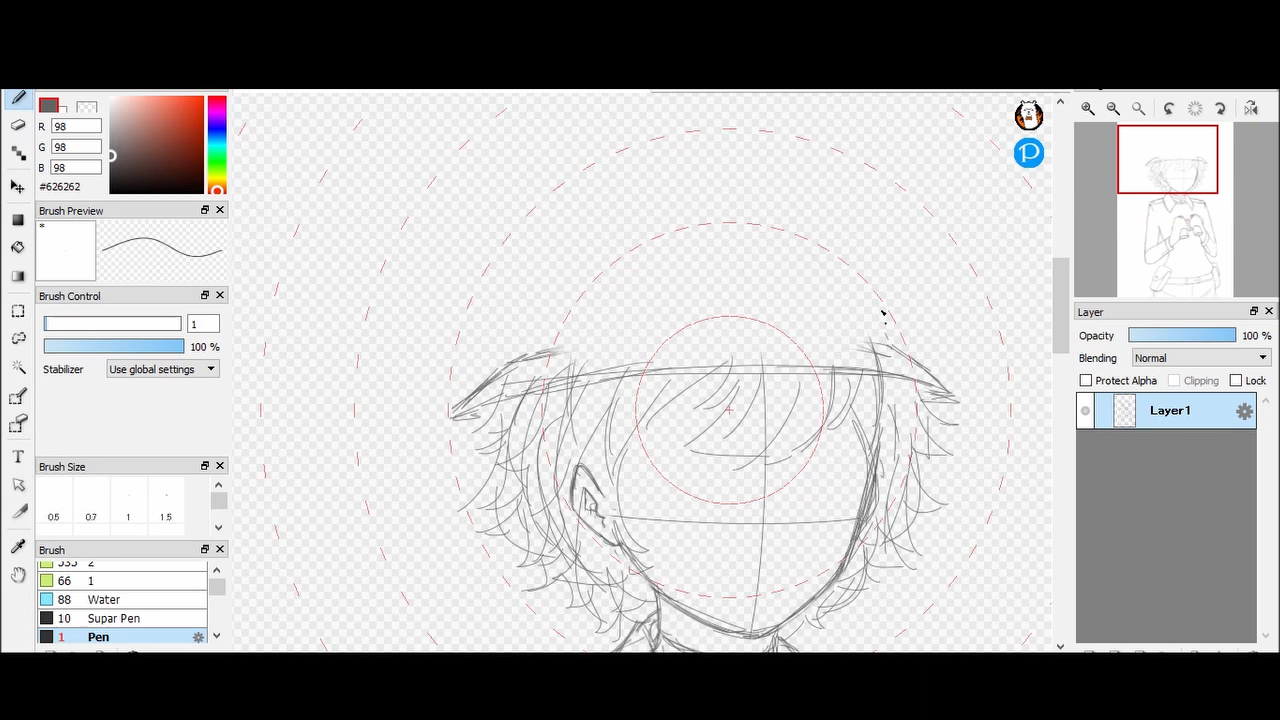 R 98
G 98
B 98
#626262
Brush Preview
*
Brush Control
1
100 %
Stabilizer Use global settings
Brush Size
0.5 0.7 1 1.5
Brush
2
66 1
88 Water
10 Supar Pen
1 Pen
P
Layer
Opacity 100 %
Blending Normal
Protect Alpha Clipping Lock
Layer1
T